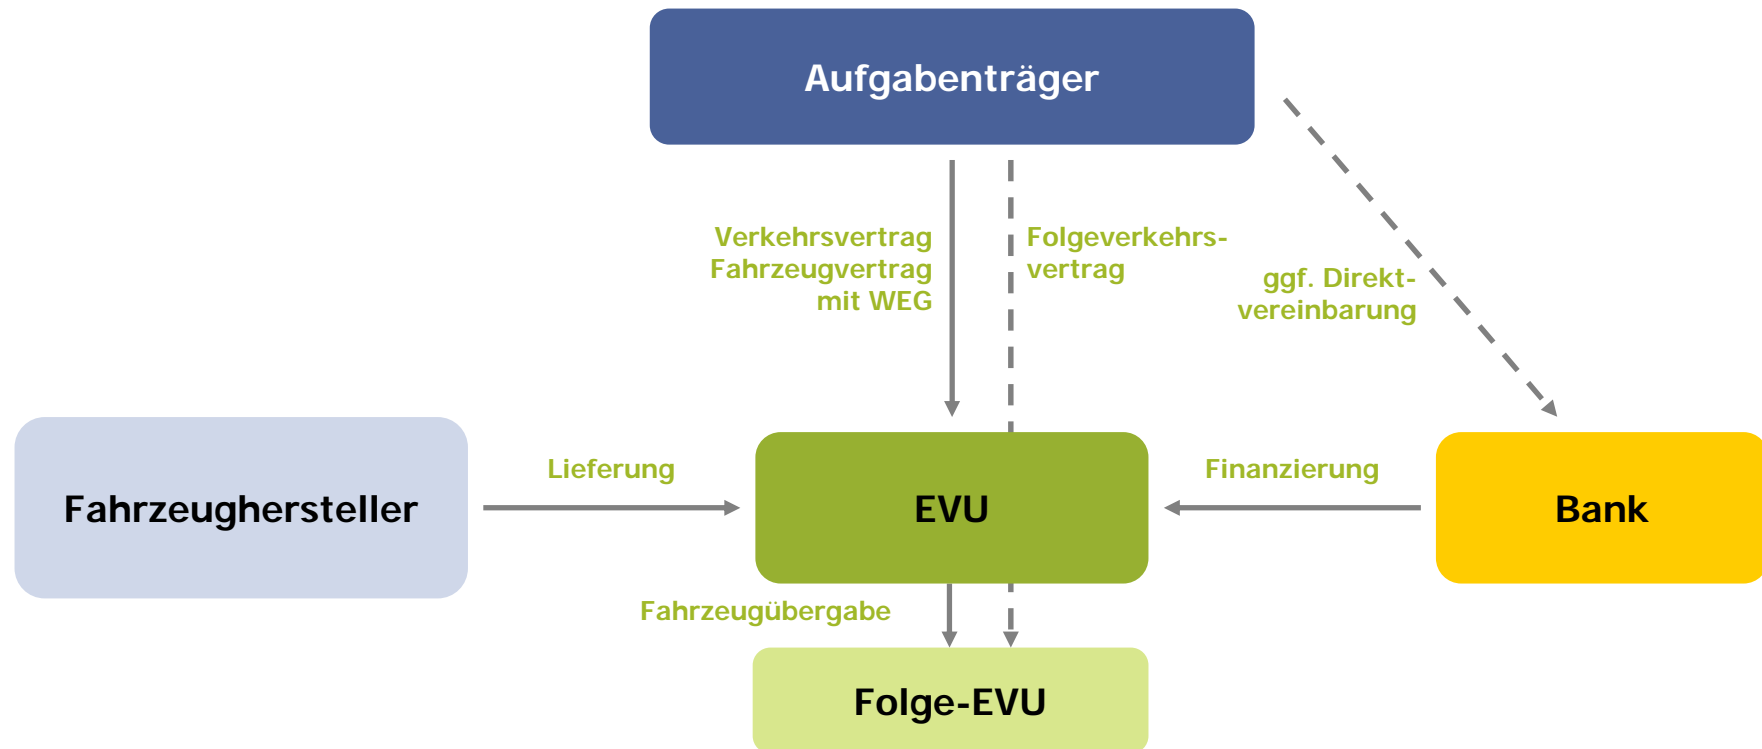 Aufgabenträger
Verkehrsvertrag
Fahrzeugvertrag
mit WEG
Folgeverkehrs-
vertrag
ggf. Direkt-
vereinbarung
Fahrzeughersteller
Lieferung
EVU
Finanzierung
Bank
Fahrzeugübergabe
Folge-EVU